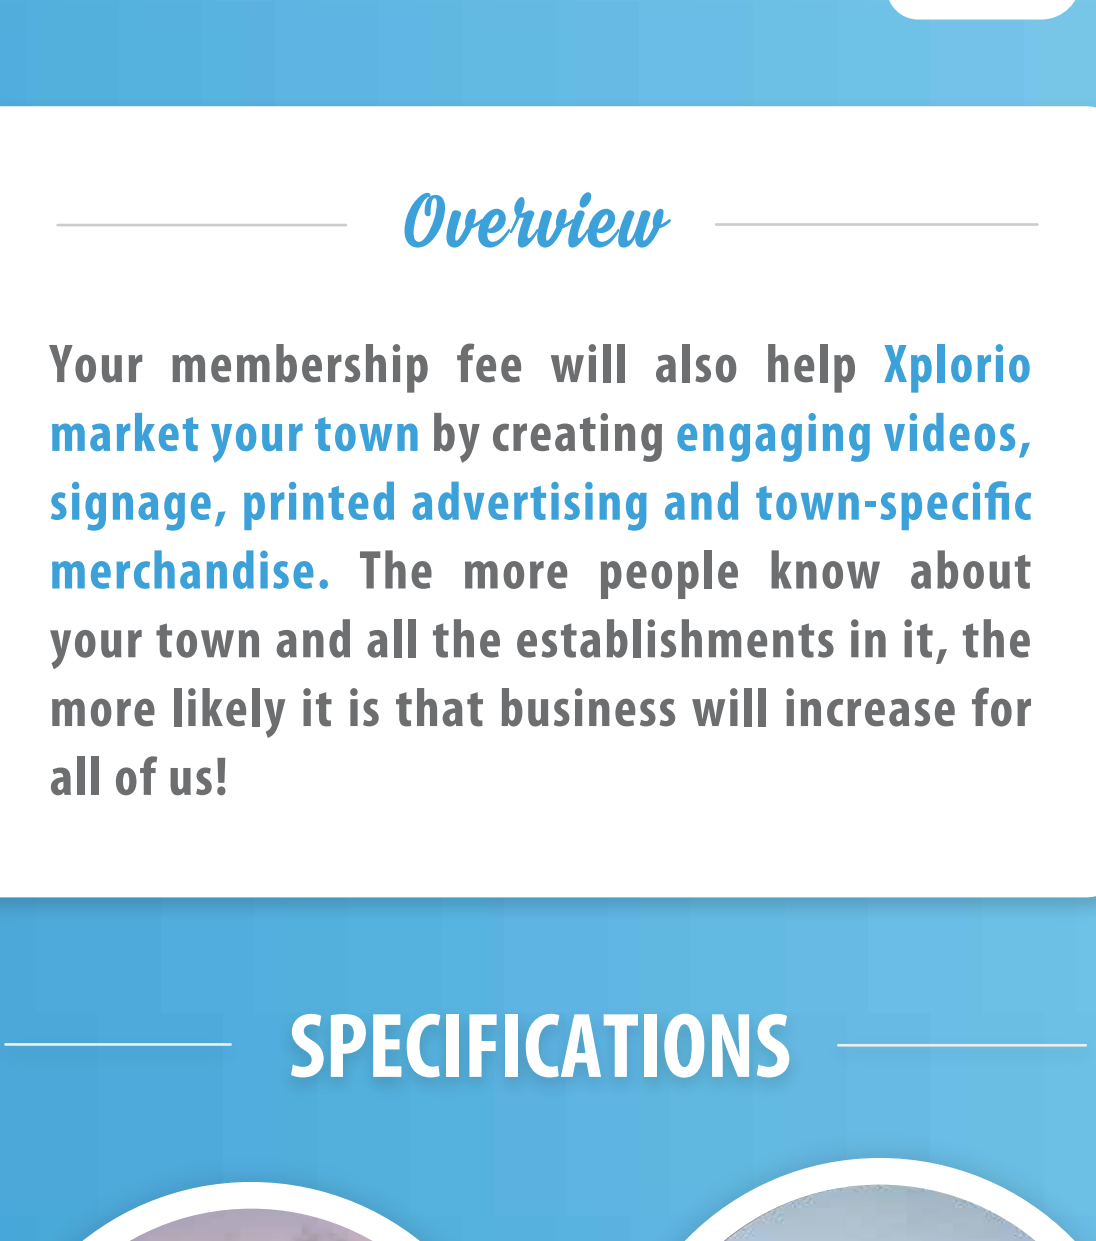 Overview
Your membership fee will also help Xplorio
market your town by creating engaging videos,
signage, printed advertising and town-specific
merchandise. The more people know about
your town and all the establishments in it, the
more likely it is that business will increase for
all of us!
SPECIFICATIONS